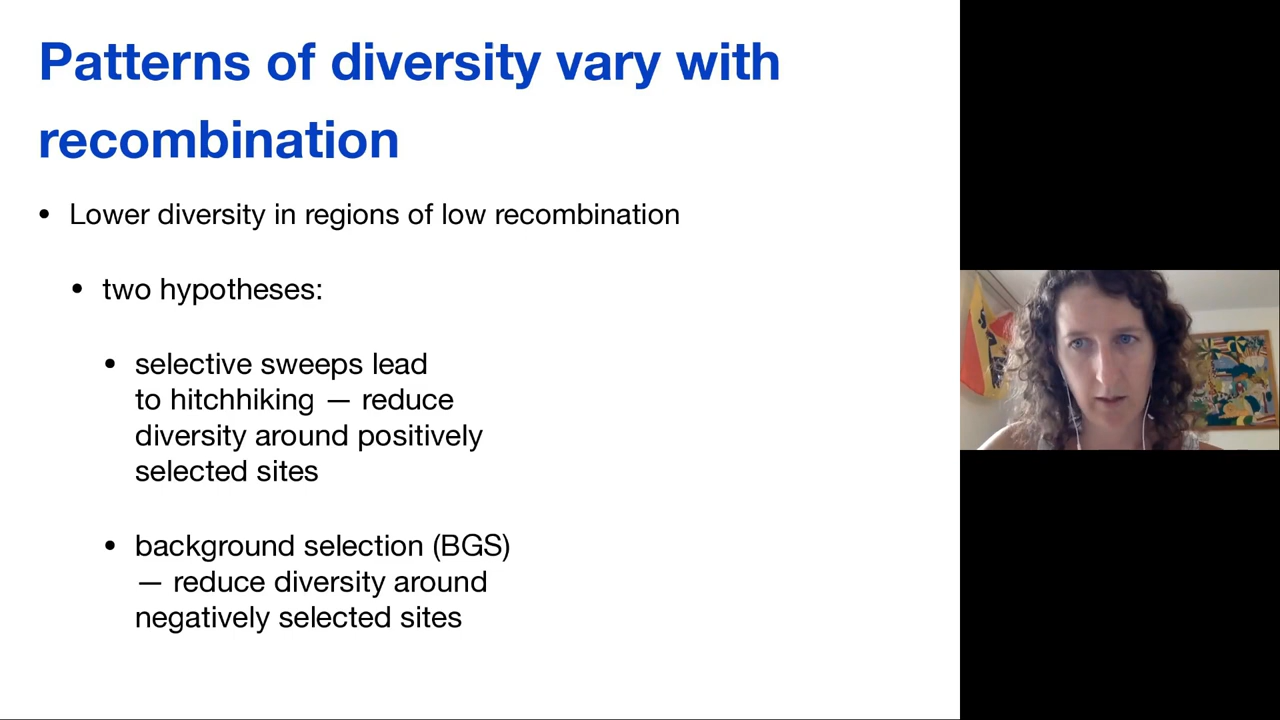 Patterns of diversity vary with
recombination
• Lower diversity in regions of low recombination
• two hypotheses:
• selective sweeps lead
to hitchhiking — reduce
diversity around positively
selected sites
• background selection (BGS)
— reduce diversity around
negatively selected sites